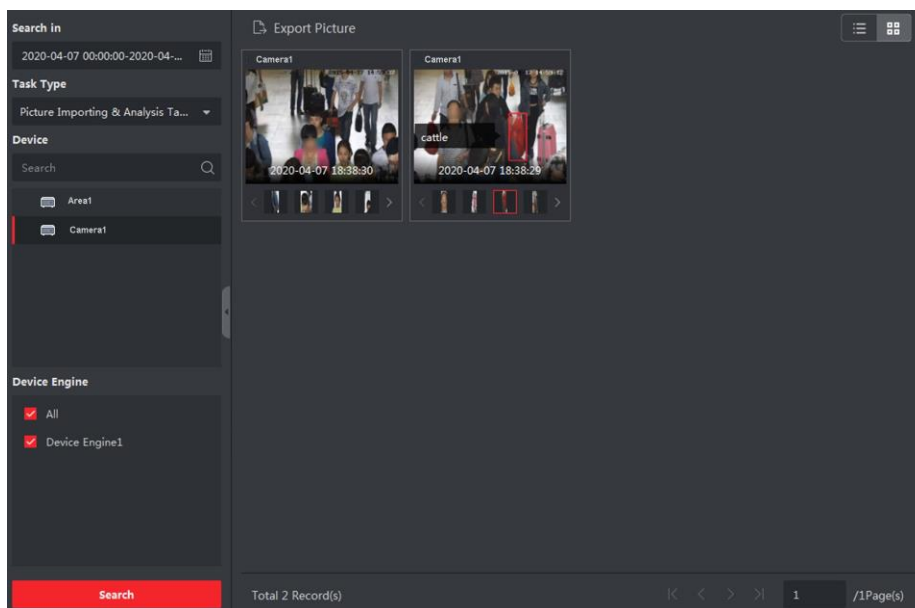 Search in
2020-04-07 00:00:00-2020-04-...
Task Type
Picture Importing & Analysis Ta...
Device
Search
Area1
Camera1
Device Engine
All
Device Engine1
Search
Export Picture
Camera1
2020-04-07 18:38:30
Camera1
cattle
2020-04-07 18:38:29
Total 2 Record(s)
1 /1Page(s)